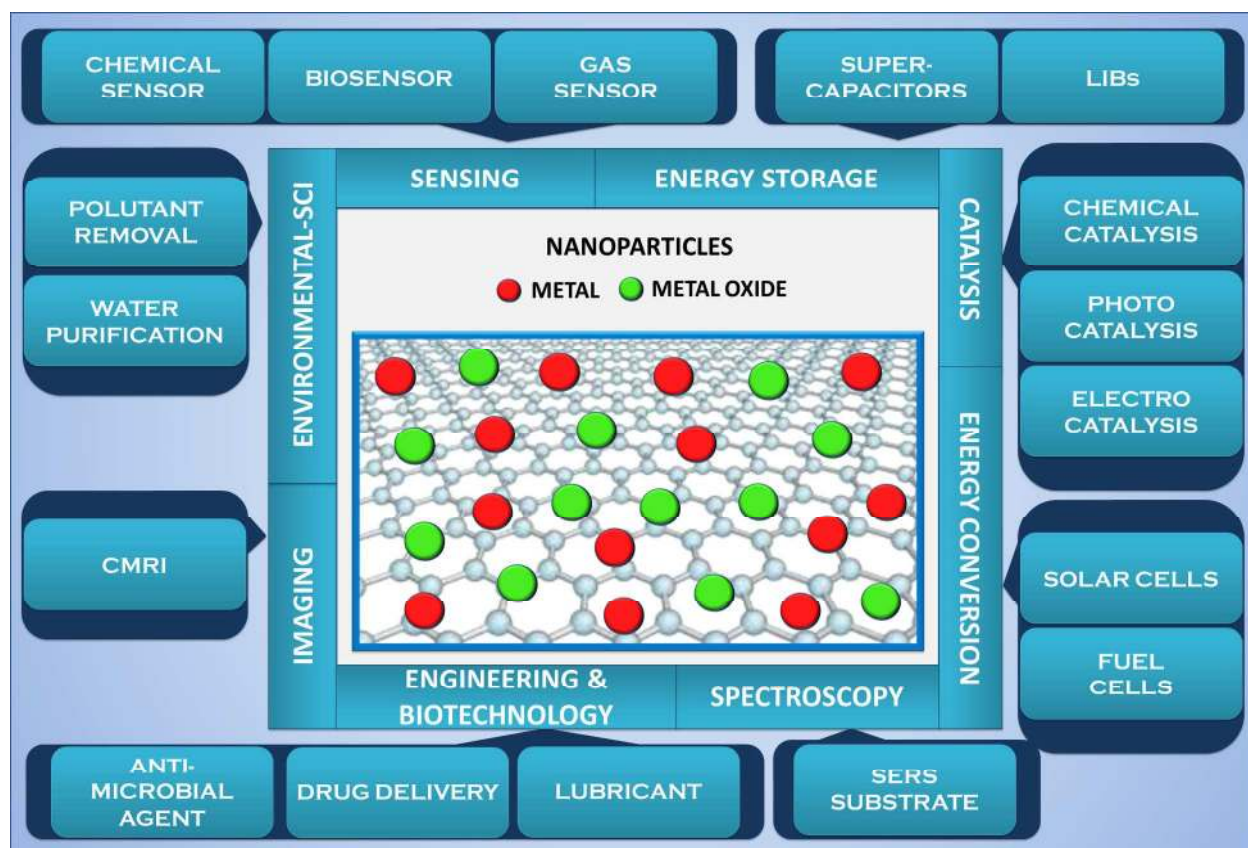 CHEMICAL
SENSOR
BIOSENSOR
GAS
SENSOR
SUPER-
CAPACITORS
LIBs
POLUTANT
REMOVAL
WATER
PURIFICATION
CMRI
ENVIRONMENTAL-SCI
IMAGING
SENSING
ENERGY STORAGE
NANOPARTICLES
METAL
METAL OXIDE
ENGINEERING &
BIOTECHNOLOGY
SPECTROSCOPY
CATALYSIS
ENERGY CONVERSION
CHEMICAL
CATALYSIS
PHOTO
CATALYSIS
ELECTRO
CATALYSIS
SOLAR CELLS
FUEL
CELLS
ANTI-
MICROBIAL
AGENT
DRUG DELIVERY
LUBRICANT
SERS
SUBSTRATE